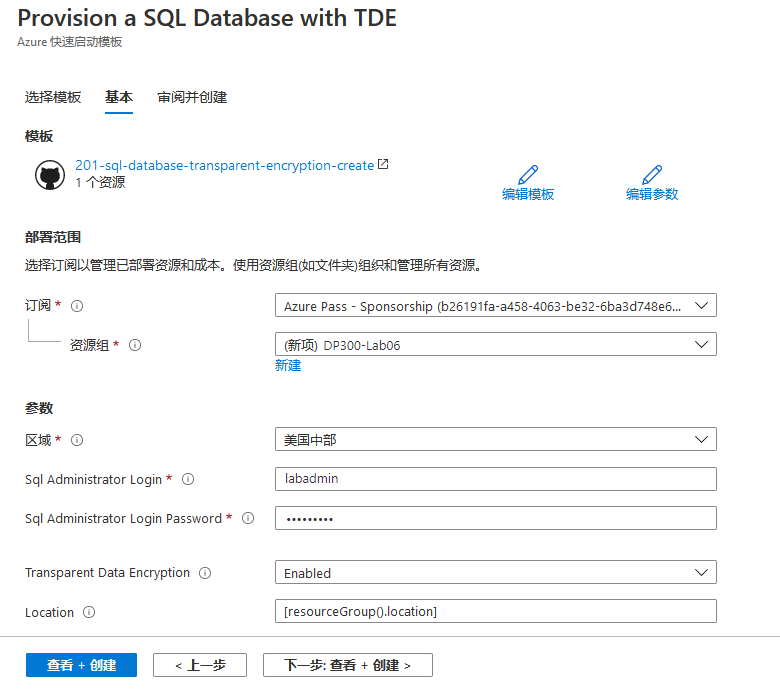 Provision a SQL Database with TDE
Azure 快速启动模板
选择模板 基本 审阅并创建
模板
201-sql-database-transparent-encryption-create
1 个资源
编辑模板 编辑参数
部署范围
选择订阅以管理已部署资源和成本。使用资源组(如文件夹)组织和管理所有资源。
订阅 * Azure Pass - Sponsorship (b26191fa-a458-4063-be32-6ba3d748e6...
资源组 * (新项) DP300-Lab06
新建
参数
区域 * 美国中部
Sql Administrator Login * labadmin
Sql Administrator Login Password * •••••••••
Transparent Data Encryption Enabled
Location [resourceGroup().location]
查看 + 创建 < 上一步 下一步: 查看 + 创建 >